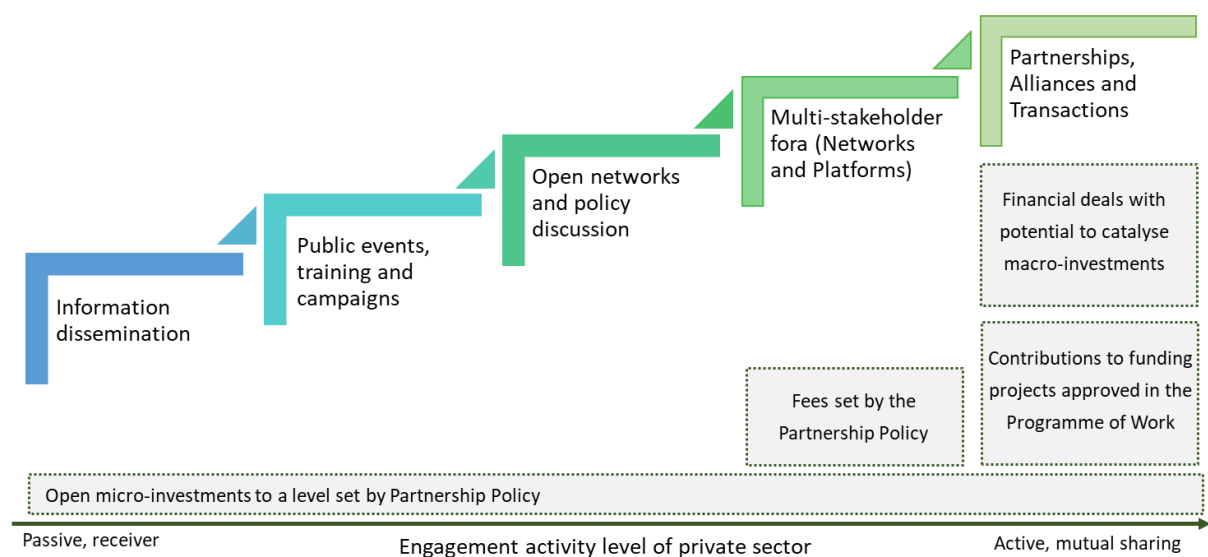 Information
dissemination
Public events,
training and
campaigns
Open networks
and policy
discussion
Multi-stakeholder
fora (Networks
and Platforms)
Partnerships,
Alliances and
Transactions
Financial deals with
potential to catalyse
macro-investments
Contributions to funding
projects approved in the
Programme of Work
Fees set by the
Partnership Policy
Open micro-investments to a level set by Partnership Policy
Passive, receiver
Engagement activity level of private sector
Active, mutual sharing